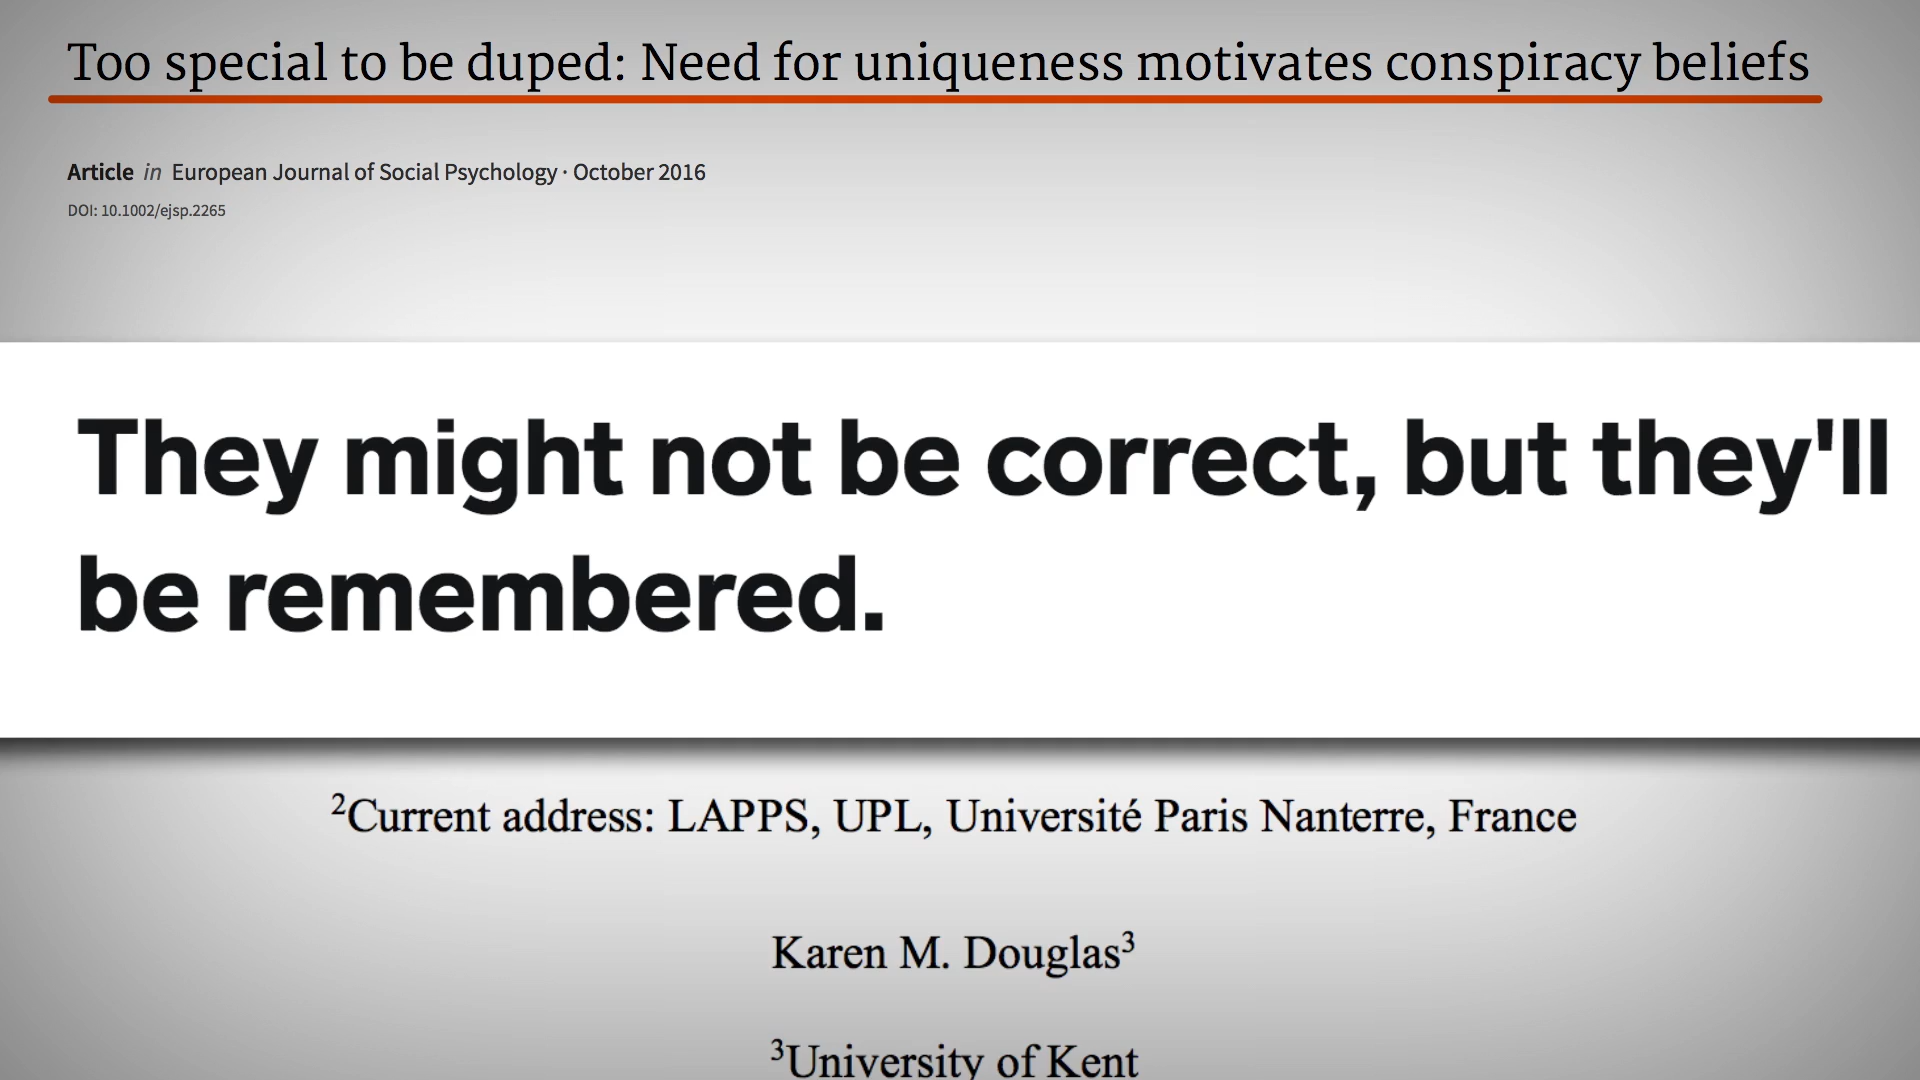 Too special to be duped: Need for uniqueness motivates conspiracy beliefs
Article in European Journal of Social Psychology · October 2016
DOI: 10.1002/ejsp.2265
They might not be correct, but they'll
be remembered.
²Current address: LAPPS, UPL, Université Paris Nanterre, France
Karen M. Douglas³
³University of Kent